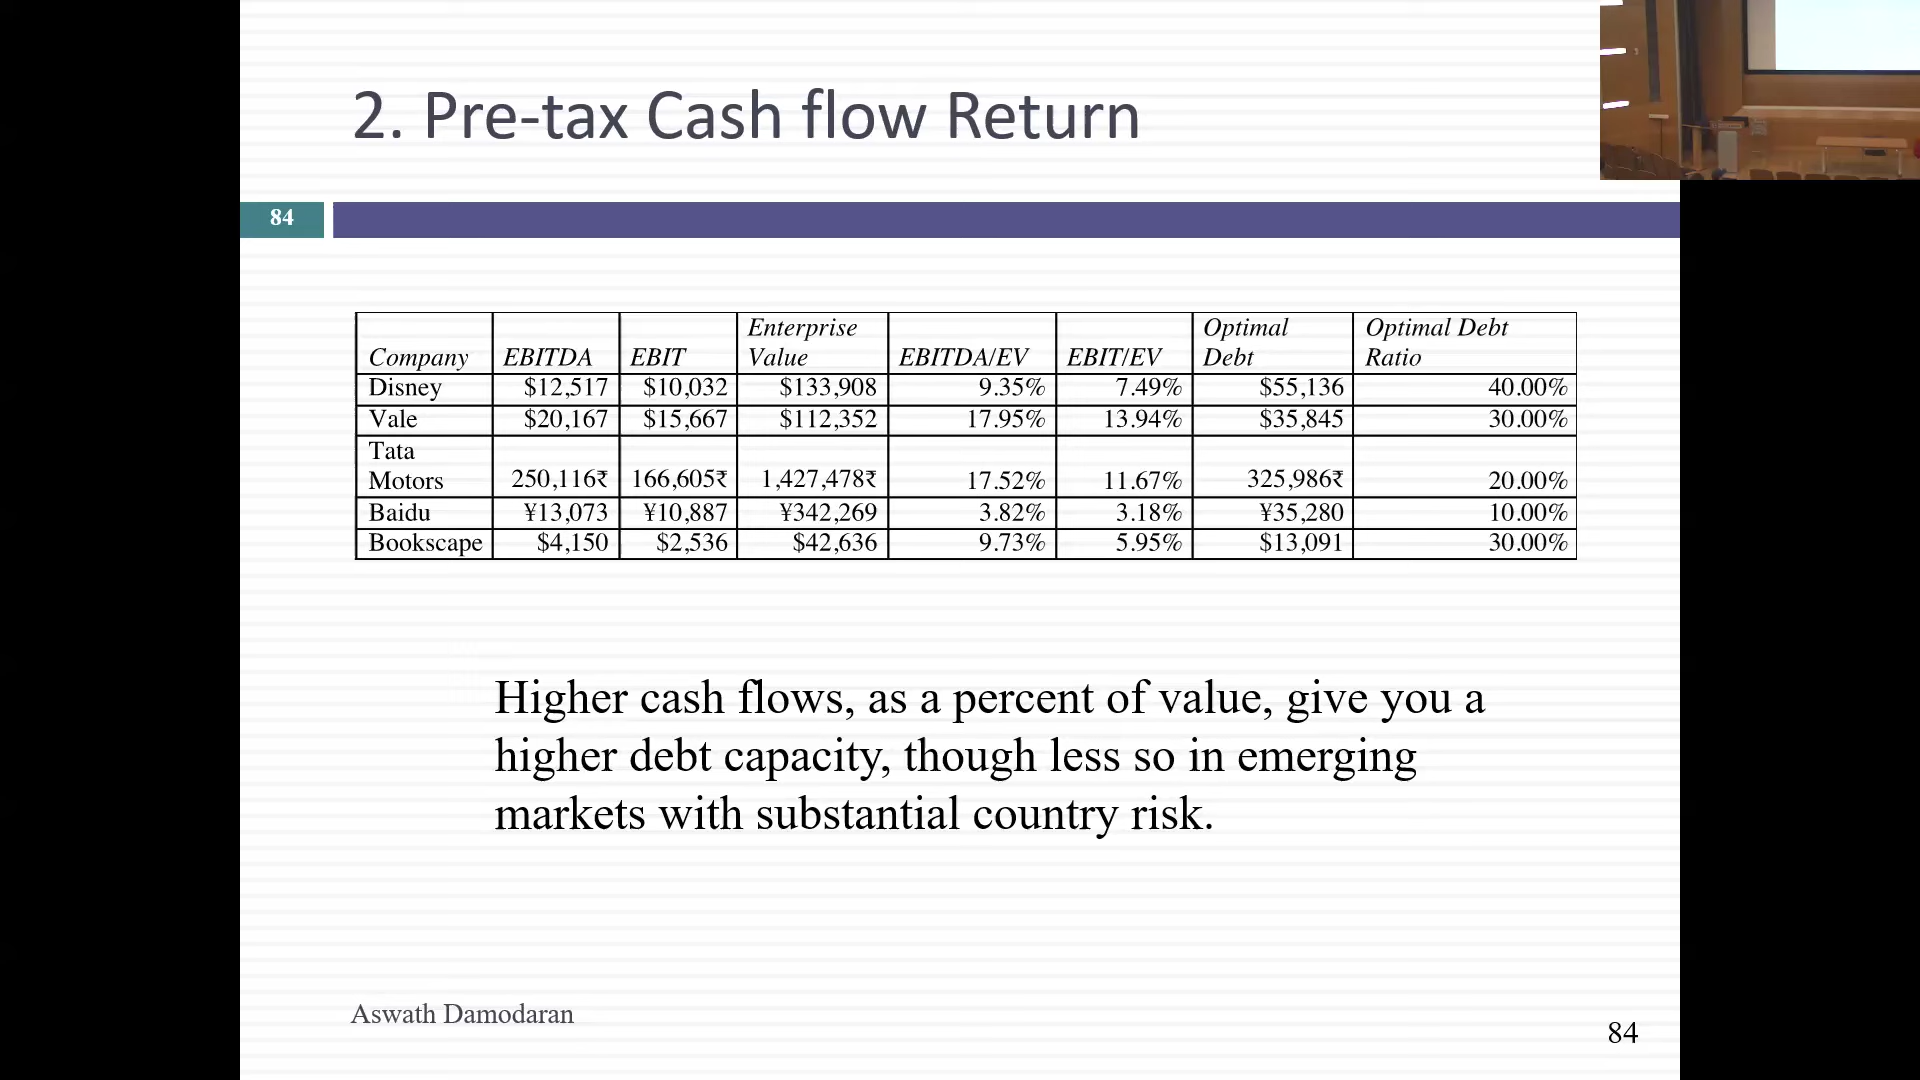 2. Pre-tax Cash flow Return
84
Company EBITDA EBIT Enterprise Value EBITDA/EV EBIT/EV Optimal Debt Optimal Debt Ratio
Disney $12,517 $10,032 $133,908 9.35% 7.49% $55,136 40.00%
Vale $20,167 $15,667 $112,352 17.95% 13.94% $35,845 30.00%
Tata Motors 250,116₹ 166,605₹ 1,427,478₹ 17.52% 11.67% 325,986₹ 20.00%
Baidu ¥13,073 ¥10,887 ¥342,269 3.82% 3.18% ¥35,280 10.00%
Bookscape $4,150 $2,536 $42,636 9.73% 5.95% $13,091 30.00%
Higher cash flows, as a percent of value, give you a
higher debt capacity, though less so in emerging
markets with substantial country risk.
Aswath Damodaran
84